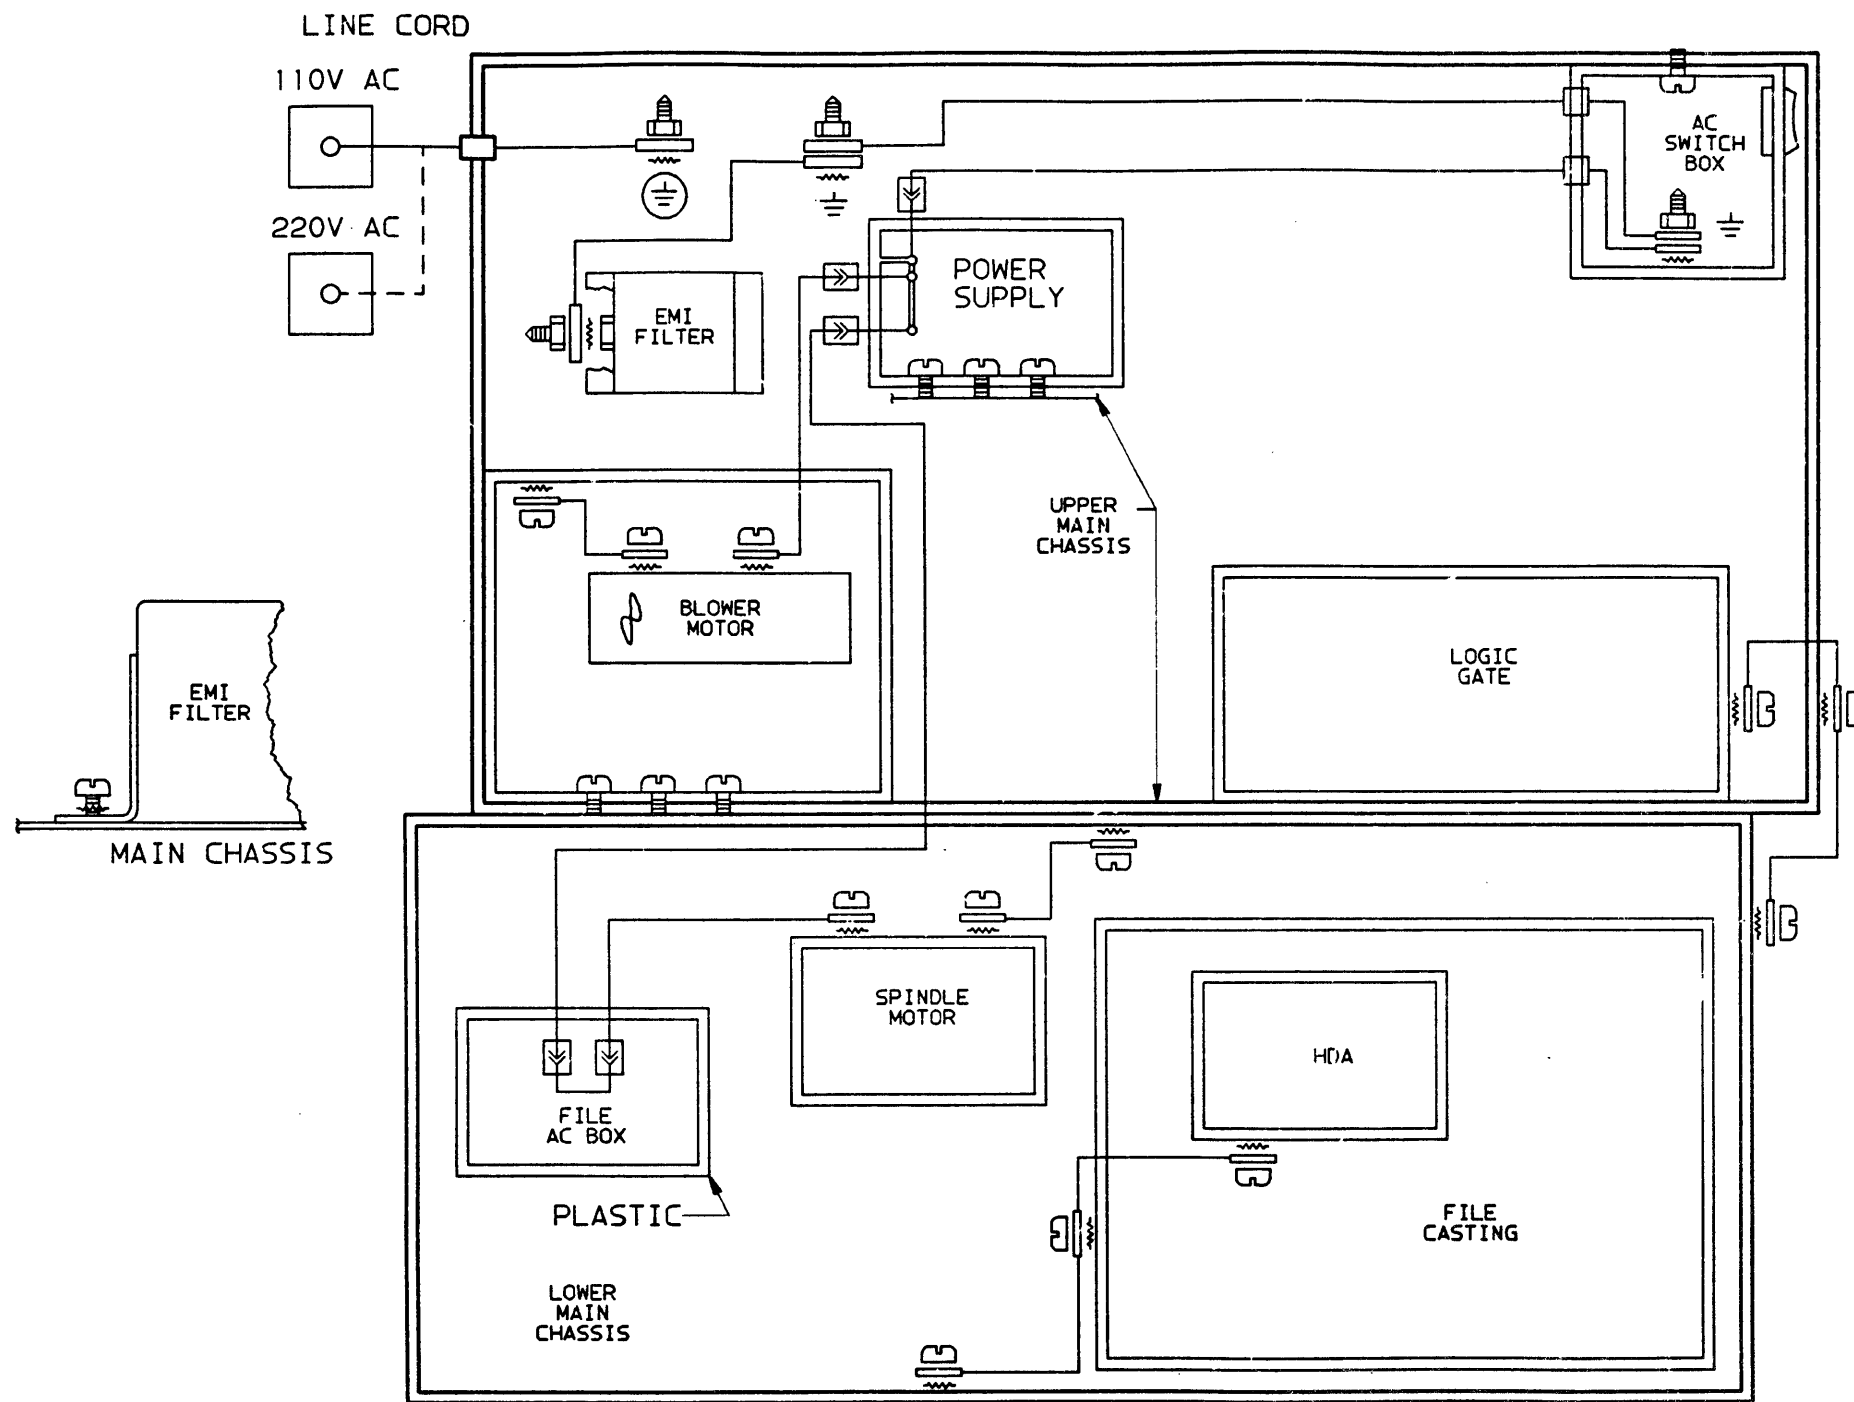 LINE CORD
110V AC
220V AC
AC
SWITCH
BOX
POWER
SUPPLY
EMI
FILTER
UPPER
MAIN
CHASSIS
BLOWER
MOTOR
LOGIC
GATE
EMI
FILTER
MAIN CHASSIS
SPINDLE
MOTOR
HDA
FILE
AC BOX
PLASTIC
FILE
CASTING
LOWER
MAIN
CHASSIS